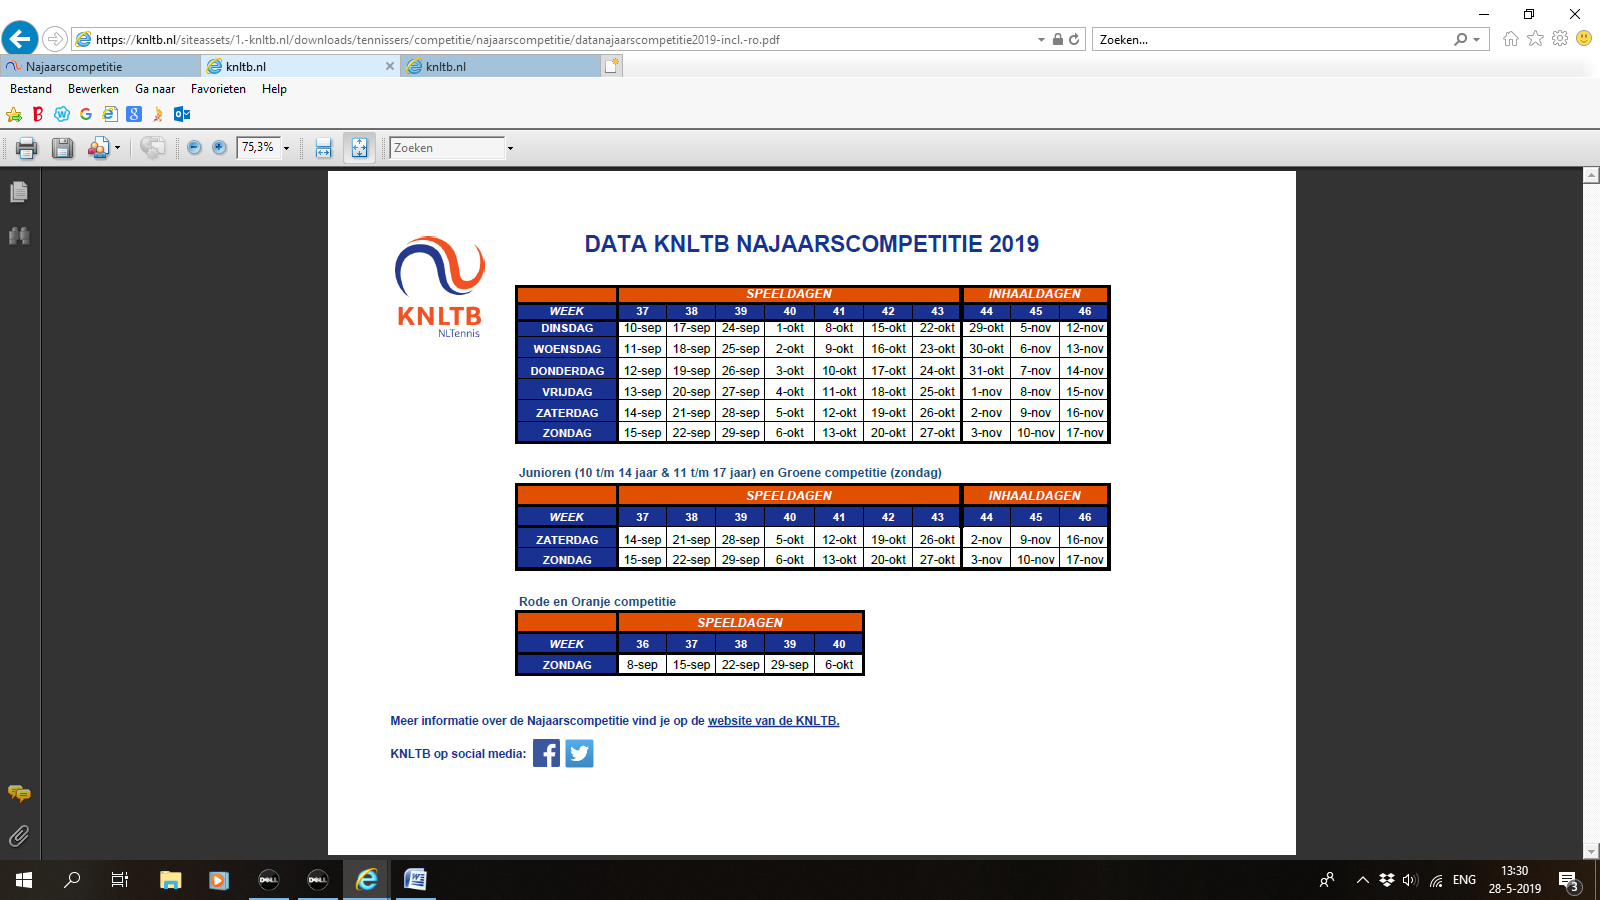 https://knltb.nl/siteassets/1.-knltb.nl/downloads/tennissers/competitie/najaarscompetitie/datanajaarscompetitie2019-incl.-ro.pdf
Zoeken...
Najaarscompetitie
knltb.nl
knltb.nl
Bestand Bewerken Ga naar Favorieten Help
75,3%
Zoeken
DATA KNLTB NAJAARSCOMPETITIE 2019
KNLTB
NLTennis
SPEELDAGEN INHAALDAGEN
WEEK 37 38 39 40 41 42 43 44 45 46
DINSDAG 10-sep 17-sep 24-sep 1-okt 8-okt 15-okt 22-okt 29-okt 5-nov 12-nov
WOENSDAG 11-sep 18-sep 25-sep 2-okt 9-okt 16-okt 23-okt 30-okt 6-nov 13-nov
DONDERDAG 12-sep 19-sep 26-sep 3-okt 10-okt 17-okt 24-okt 31-okt 7-nov 14-nov
VRIJDAG 13-sep 20-sep 27-sep 4-okt 11-okt 18-okt 25-okt 1-nov 8-nov 15-nov
ZATERDAG 14-sep 21-sep 28-sep 5-okt 12-okt 19-okt 26-okt 2-nov 9-nov 16-nov
ZONDAG 15-sep 22-sep 29-sep 6-okt 13-okt 20-okt 27-okt 3-nov 10-nov 17-nov
Junioren (10 t/m 14 jaar & 11 t/m 17 jaar) en Groene competitie (zondag)
SPEELDAGEN INHAALDAGEN
WEEK 37 38 39 40 41 42 43 44 45 46
ZATERDAG 14-sep 21-sep 28-sep 5-okt 12-okt 19-okt 26-okt 2-nov 9-nov 16-nov
ZONDAG 15-sep 22-sep 29-sep 6-okt 13-okt 20-okt 27-okt 3-nov 10-nov 17-nov
Rode en Oranje competitie
SPEELDAGEN
WEEK 36 37 38 39 40
ZONDAG 8-sep 15-sep 22-sep 29-sep 6-okt
Meer informatie over de Najaarscompetitie vind je op de website van de KNLTB.
KNLTB op social media:
DELL
DELL
ENG
13:30
28-5-2019
3